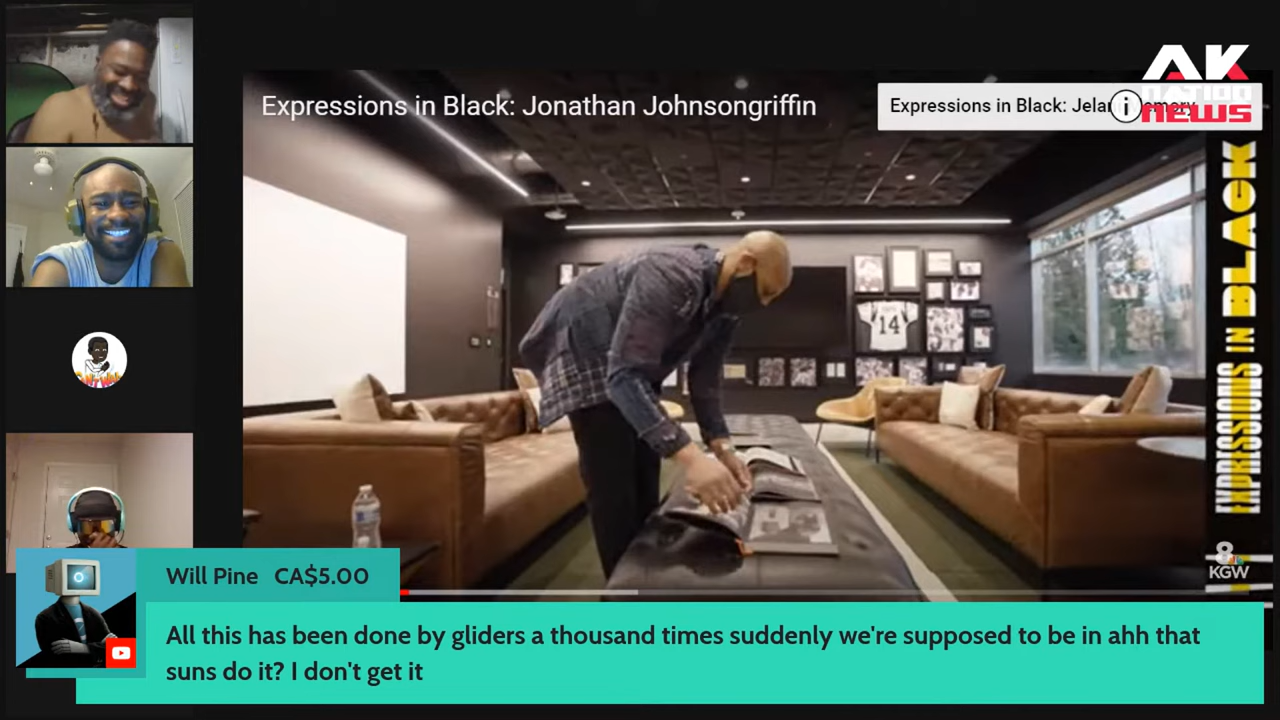 AK
NATION
NEWS
Expressions in Black: Jonathan Johnsongriffin
Expressions in Black:
14
EXPRESSIONS IN BLACK
8
KGW
Will Pine CA$5.00
All this has been done by gliders a thousand times suddenly we're supposed to be in ahh that
suns do it? I don't get it